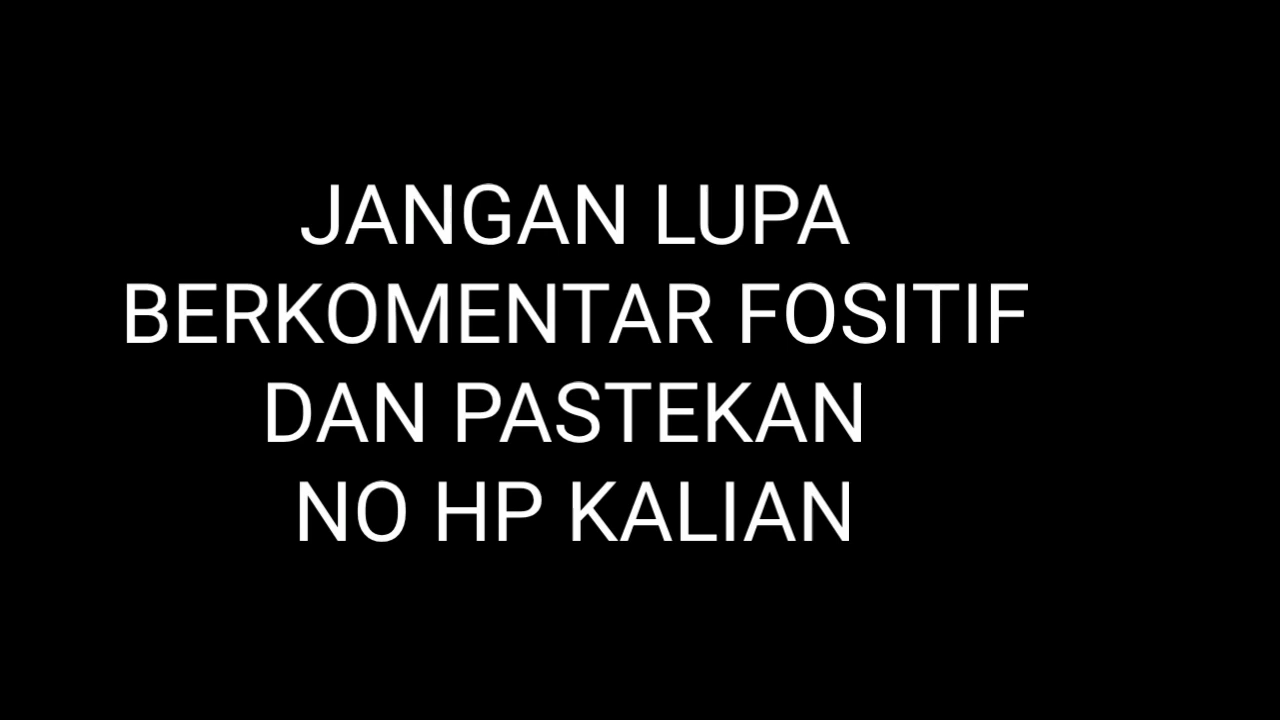 JANGAN LUPA
BERKOMENTAR FOSITIF
DAN PASTEKAN
NO HP KALIAN